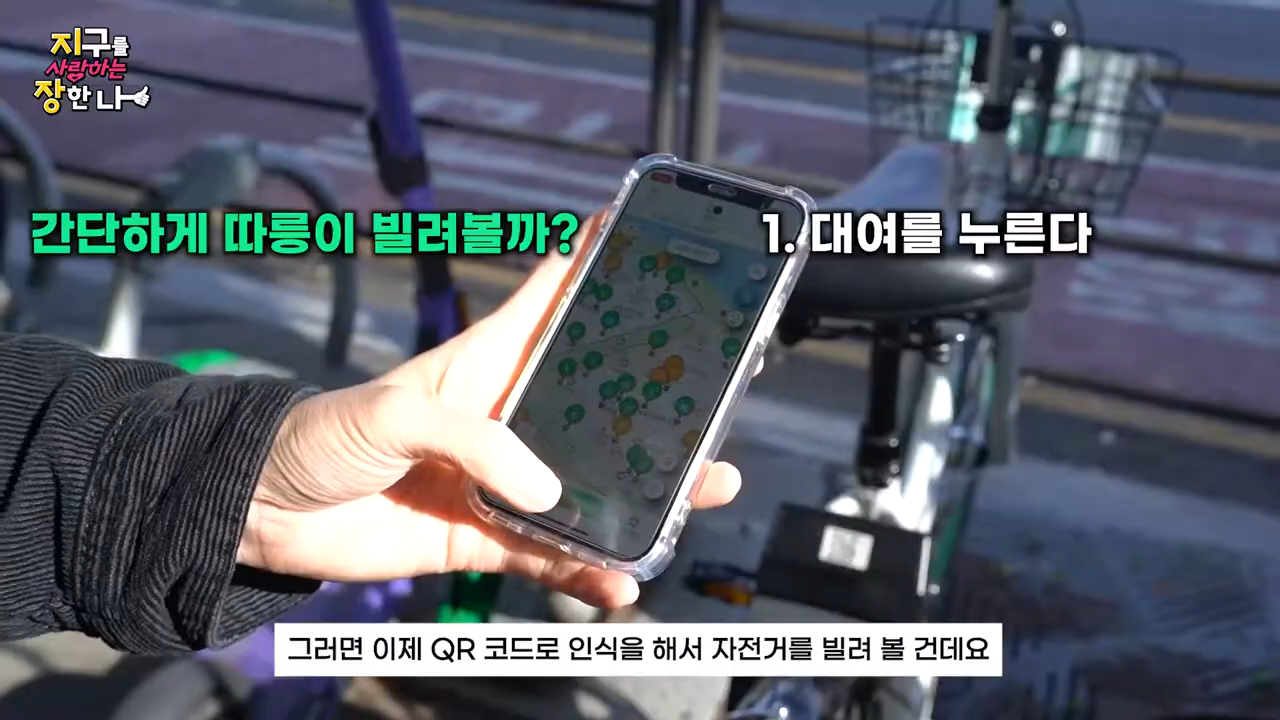 지구를
사랑하는
장한 나
간단하게 따릉이 빌려볼까?
1. 대여를 누른다
그러면 이제 QR 코드로 인식을 해서 자전거를 빌려 볼 건데요